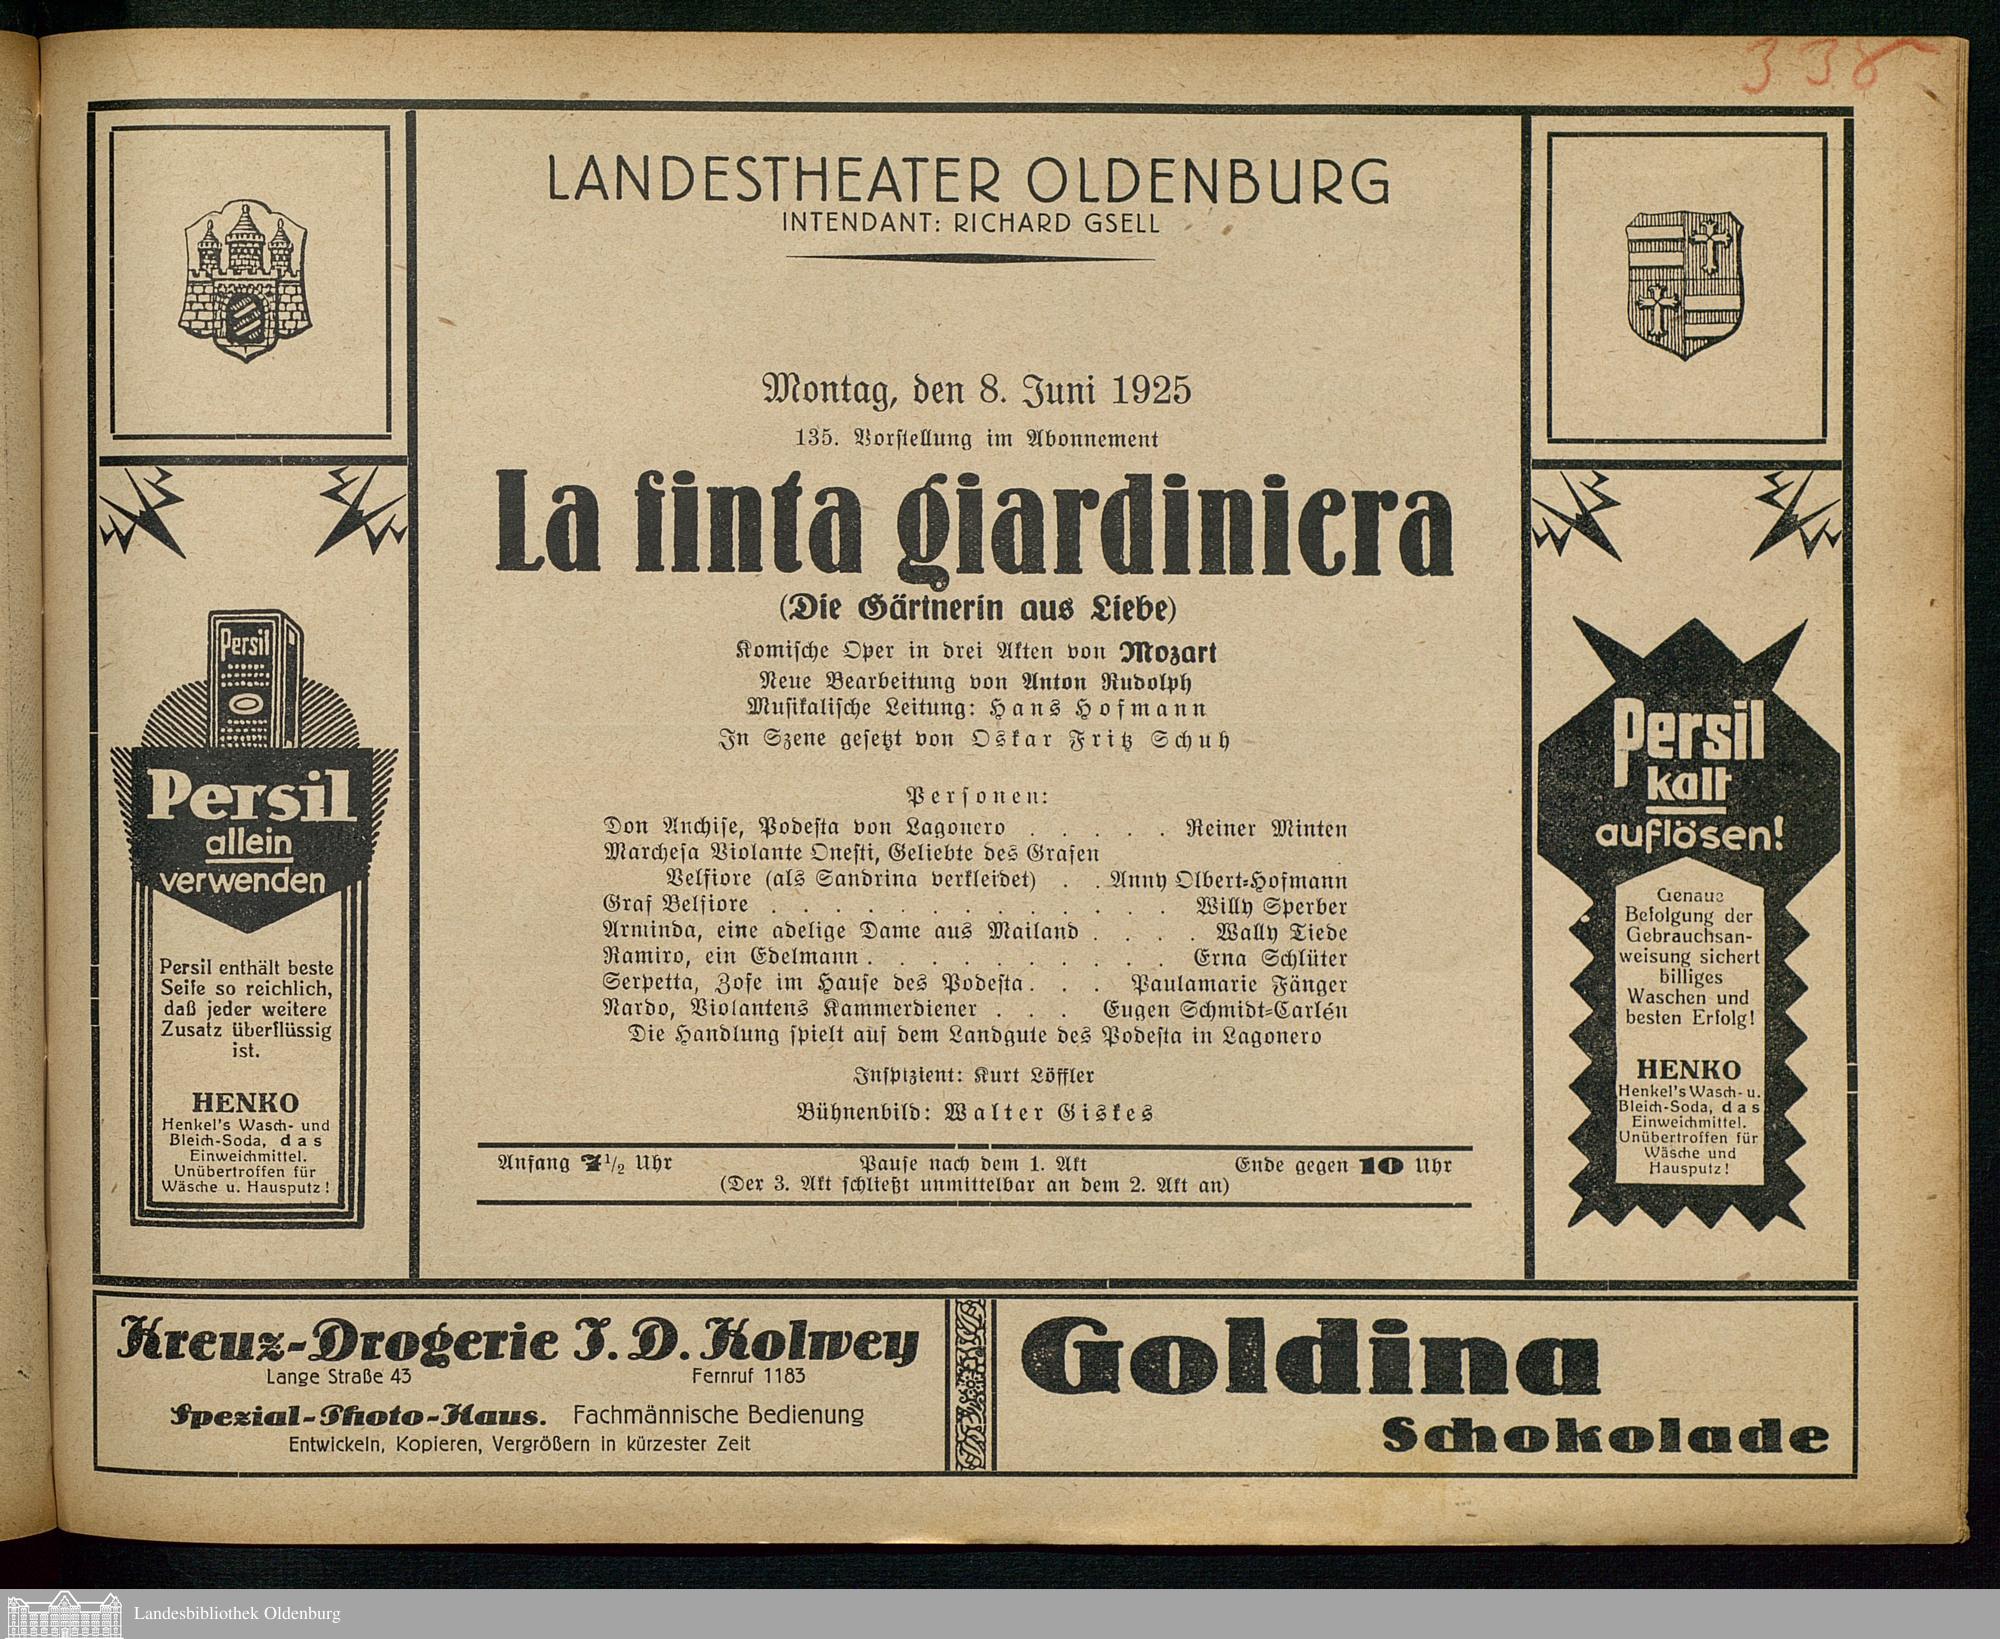 338
LANDESTHEATER OLDENBURG
INTENDANT: RICHARD GSELL
Montag, den 8. Juni 1925
135. Vorstellung im Abonnement
La finta giardiniera
(Die Gärtnerin aus Liebe)
Komische Oper in drei Akten von Mozart
Neue Bearbeitung von Anton Rudolph
Musikalische Leitung: Hans Hofmann
In Szene gesetzt von Oskar Fritz Schuh
Personen:
Don Anchise, Podesta von Lagonero . . . . . Reiner Minten
Marchesa Violante Onesti, Geliebte des Grafen
Belfiore (als Sandrina verkleidet) . . Anny Olbert-Hofmann
Graf Belfiore . . . . . . . . . . . . . Willy Sperber
Arminda, eine adelige Dame aus Mailand . . . . Wally Tiede
Ramiro, ein Edelmann . . . . . . . . . . Erna Schlüter
Serpetta, Zofe im Hause des Podesta . . . Paulamarie Fänger
Nardo, Violantens Kammerdiener . . . Eugen Schmidt-Carlén
Die Handlung spielt auf dem Landgute des Podesta in Lagonero
Inspizient: Kurt Löffler
Bühnenbild: Walter Giskes
Anfang 7 1/2 Uhr Pause nach dem 1. Akt Ende gegen 10 Uhr
(Der 3. Akt schließt unmittelbar an dem 2. Akt an)
Persil
Persil
allein
verwenden
Persil enthält beste
Seife so reichlich,
daß jeder weitere
Zusatz überflüssig
ist.
HENKO
Henkel's Wasch- und
Bleich-Soda, das
Einweichmittel.
Unübertroffen für
Wäsche u. Hausputz!
Persil
kalt
auflösen!
Genaue
Befolgung der
Gebrauchsan-
weisung sichert
billiges
Waschen und
besten Erfolg!
HENKO
Henkel's Wasch- u.
Bleich-Soda, das
Einweichmittel.
Unübertroffen für
Wäsche und
Hausputz!
Kreuz-Drogerie J. D. Kolwey
Lange Straße 43 Fernruf 1183
Spezial-Photo-Haus. Fachmännische Bedienung
Entwickeln, Kopieren, Vergrößern in kürzester Zeit
Goldina
Schokolade
Landesbibliothek Oldenburg